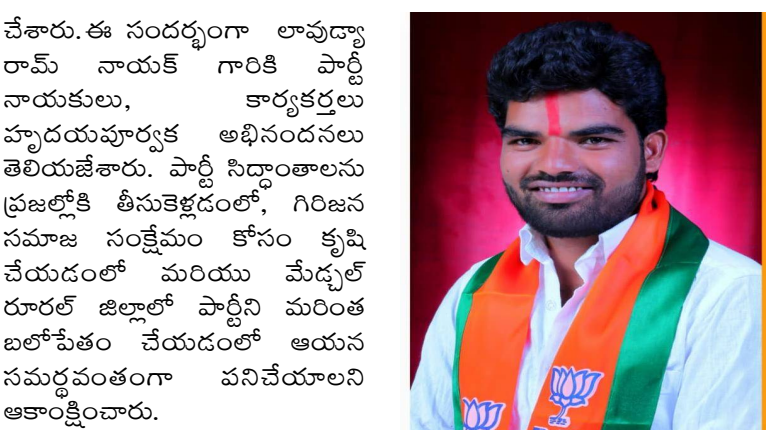 చేశారు. ఈ సందర్భంగా లావుడ్యా
రామ్ నాయక్ గారికి పార్టీ
నాయకులు, కార్యకర్తలు
హృదయపూర్వక అభినందనలు
తెలియజేశారు. పార్టీ సిద్ధాంతాలను
ప్రజల్లోకి తీసుకెళ్లడంలో, గిరిజన
సమాజ సంక్షేమం కోసం కృషి
చేయడంలో మరియు మేడ్చల్
రూరల్ జిల్లాలో పార్టీని మరింత
బలోపేతం చేయడంలో ఆయన
సమర్థవంతంగా పనిచేయాలని
ఆకాంక్షించారు.